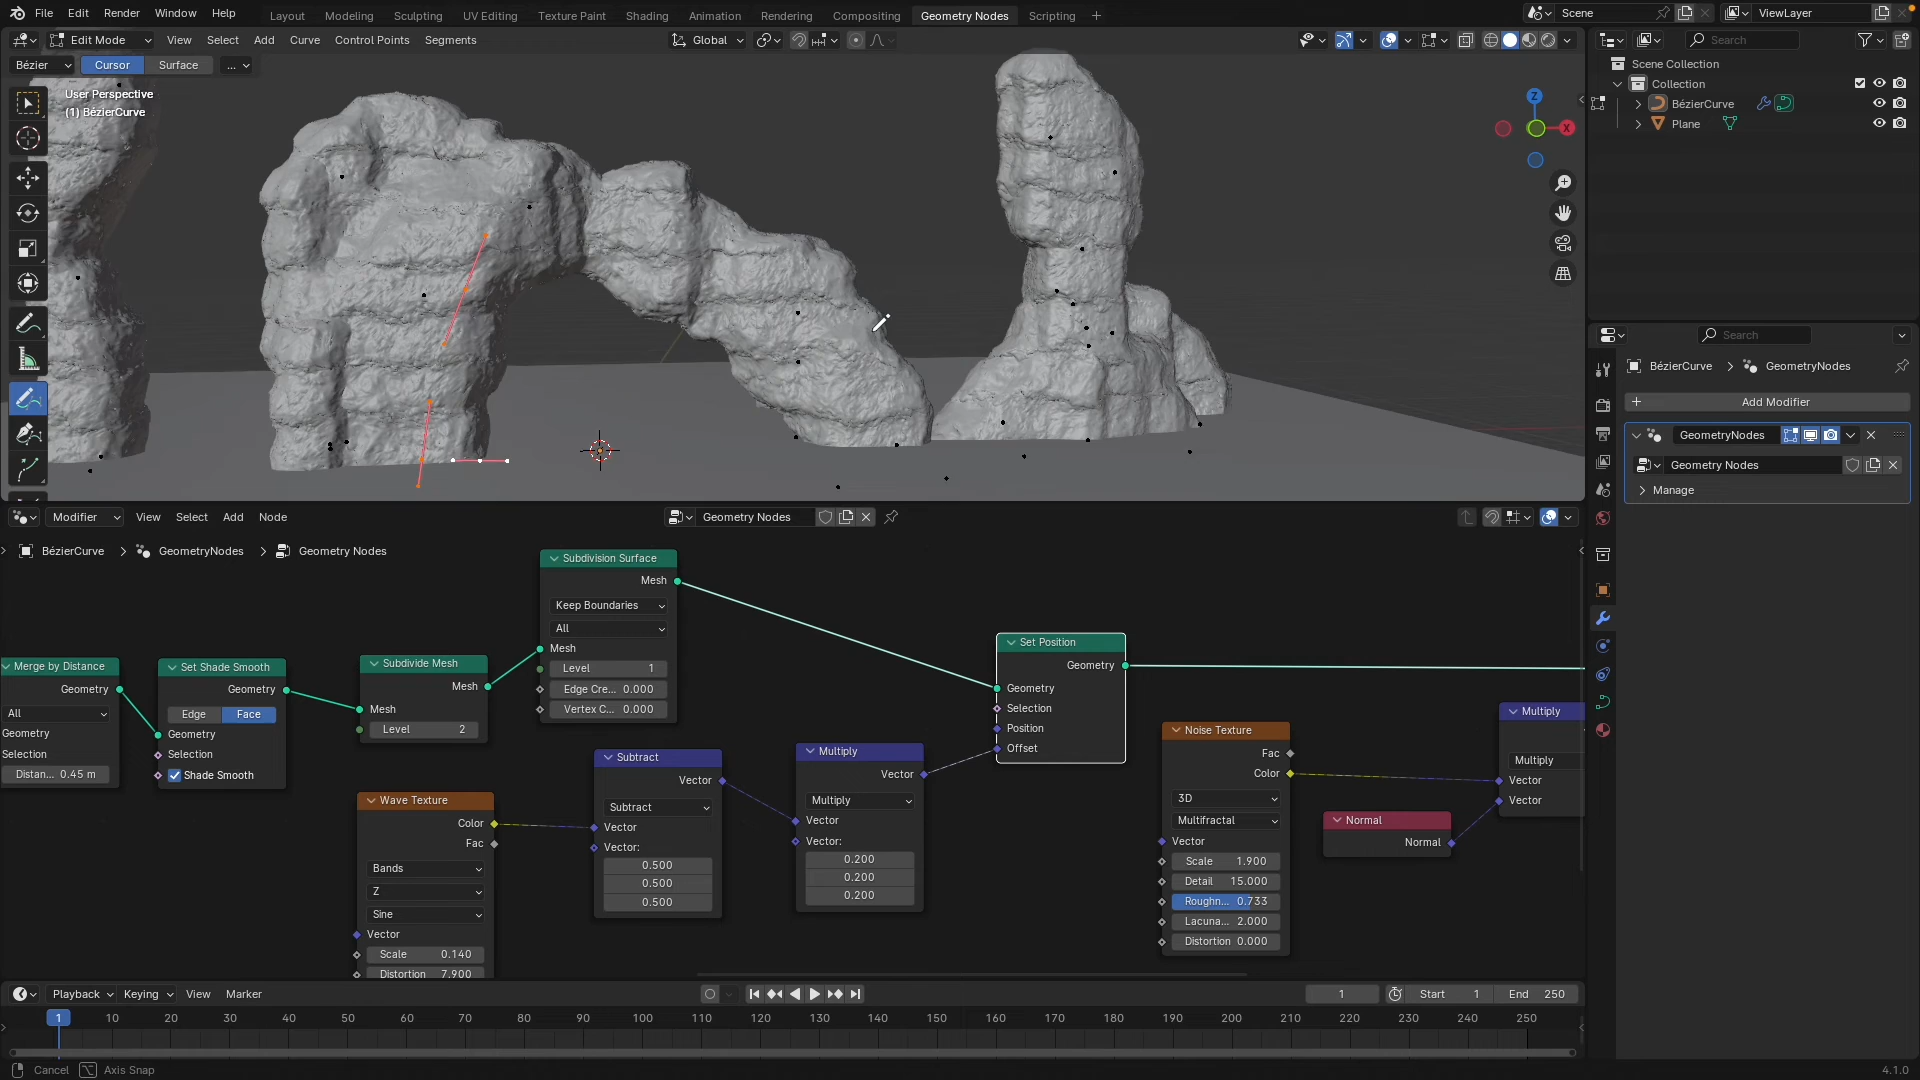 File Edit Render Window Help Layout Modeling Sculpting UV Editing Texture Paint Shading Animation Rendering Compositing Geometry Nodes Scripting Scene ViewLayer
Edit Mode View Select Add Curve Control Points Segments Global Search
Bézier Cursor Surface ...
Scene Collection
Collection
BézierCurve
Plane
User Perspective
(1) BézierCurve
Z
X
Search
BézierCurve GeometryNodes
Add Modifier
GeometryNodes
Geometry Nodes
Manage
Modifier View Select Add Node Geometry Nodes
BézierCurve GeometryNodes Geometry Nodes
Merge by Distance
Geometry
All
Geometry
Selection
Distan... 0.45 m
Set Shade Smooth
Geometry
Edge Face
Geometry
Selection
Shade Smooth
Subdivide Mesh
Mesh
Mesh
Level 2
Subdivision Surface
Mesh
Keep Boundaries
All
Mesh
Level 1
Edge Cre... 0.000
Vertex C... 0.000
Wave Texture
Color
Fac
Bands
Z
Sine
Vector
Scale 0.140
Distortion 7.900
Subtract
Vector
Subtract
Vector
Vector:
0.500
0.500
0.500
Multiply
Vector
Multiply
Vector
Vector:
0.200
0.200
0.200
Set Position
Geometry
Geometry
Selection
Position
Offset
Noise Texture
Fac
Color
3D
Multifractal
Vector
Scale 1.900
Detail 15.000
Roughn... 0.733
Lacuna... 2.000
Distortion 0.000
Normal
Normal
Multiply
Multiply
Vector
Vector
Playback Keying View Marker 1 Start 1 End 250
1 10 20 30 40 50 60 70 80 90 100 110 120 130 140 150 160 170 180 190 200 210 220 230 240 250
Cancel Axis Snap 4.1.0